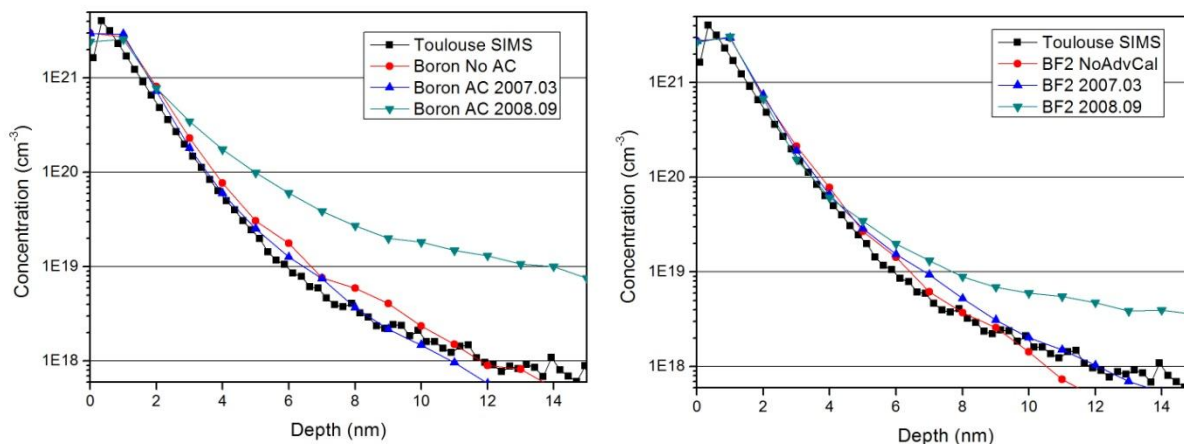 1E21
1E20
1E19
1E18
Concentration (cm⁻³)
0 2 4 6 8 10 12 14
Depth (nm)
Toulouse SIMS
Boron No AC
Boron AC 2007.03
Boron AC 2008.09
1E21
1E20
1E19
1E18
Concentration (cm⁻³)
0 2 4 6 8 10 12 14
Depth (nm)
Toulouse SIMS
BF2 NoAdvCal
BF2 2007.03
BF2 2008.09